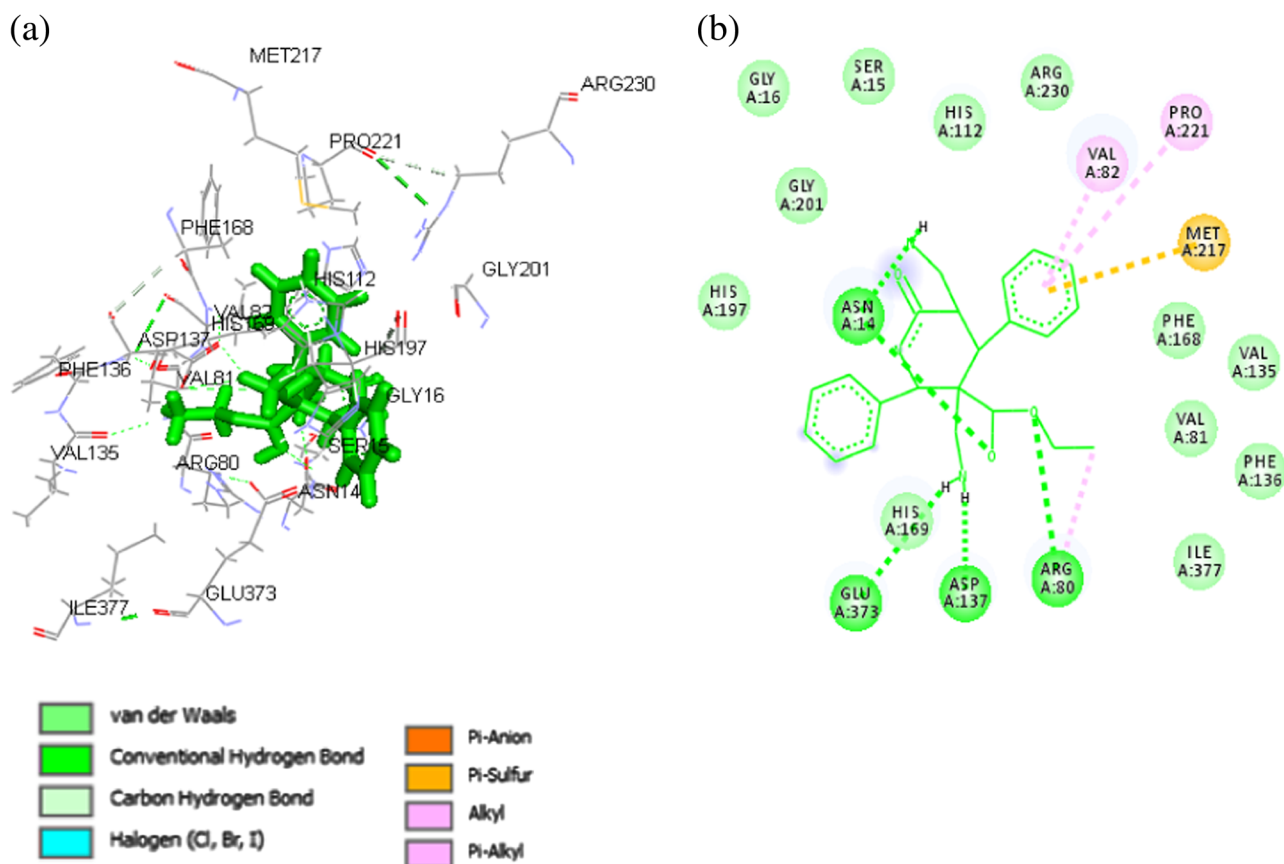 (a)
MET217
ARG230
PRO221
PHE168
GLY201
HIS112
VAL82
HIS169
ASP137
HIS197
PHE136
VAL81
GLY16
SER15
VAL135
ARG80
ASN14
GLU373
ILE377
(b)
GLY
A:16
SER
A:15
HIS
A:112
ARG
A:230
PRO
A:221
VAL
A:82
GLY
A:201
MET
A:217
HIS
A:197
ASN
A:14
PHE
A:168
VAL
A:135
VAL
A:81
PHE
A:136
HIS
A:169
ILE
A:377
GLU
A:373
ASP
A:137
ARG
A:80
H
N
O
N
O
O
N
H
H
van der Waals
Conventional Hydrogen Bond
Carbon Hydrogen Bond
Halogen (Cl, Br, I)
Pi-Anion
Pi-Sulfur
Alkyl
Pi-Alkyl